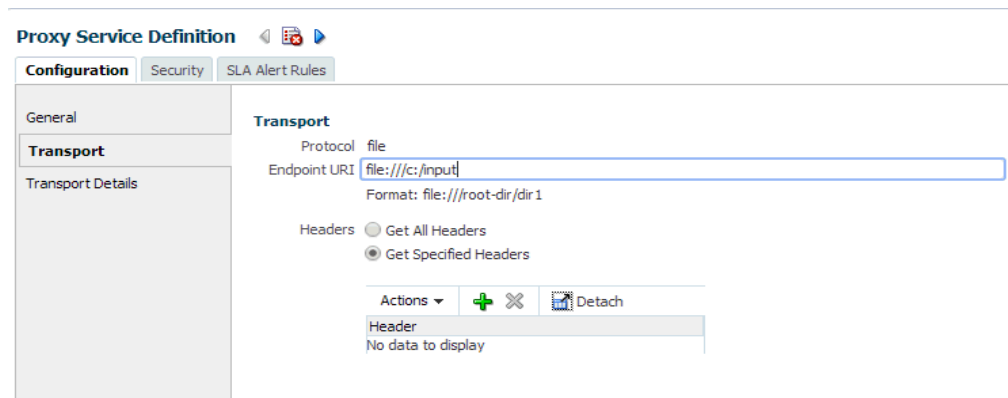 Proxy Service Definition
Configuration Security SLA Alert Rules
General
Transport
Transport Details
Transport
Protocol file
Endpoint URI file:///c:/input
Format: file:///root-dir/dir1
Headers Get All Headers
Get Specified Headers
Actions Detach
Header
No data to display